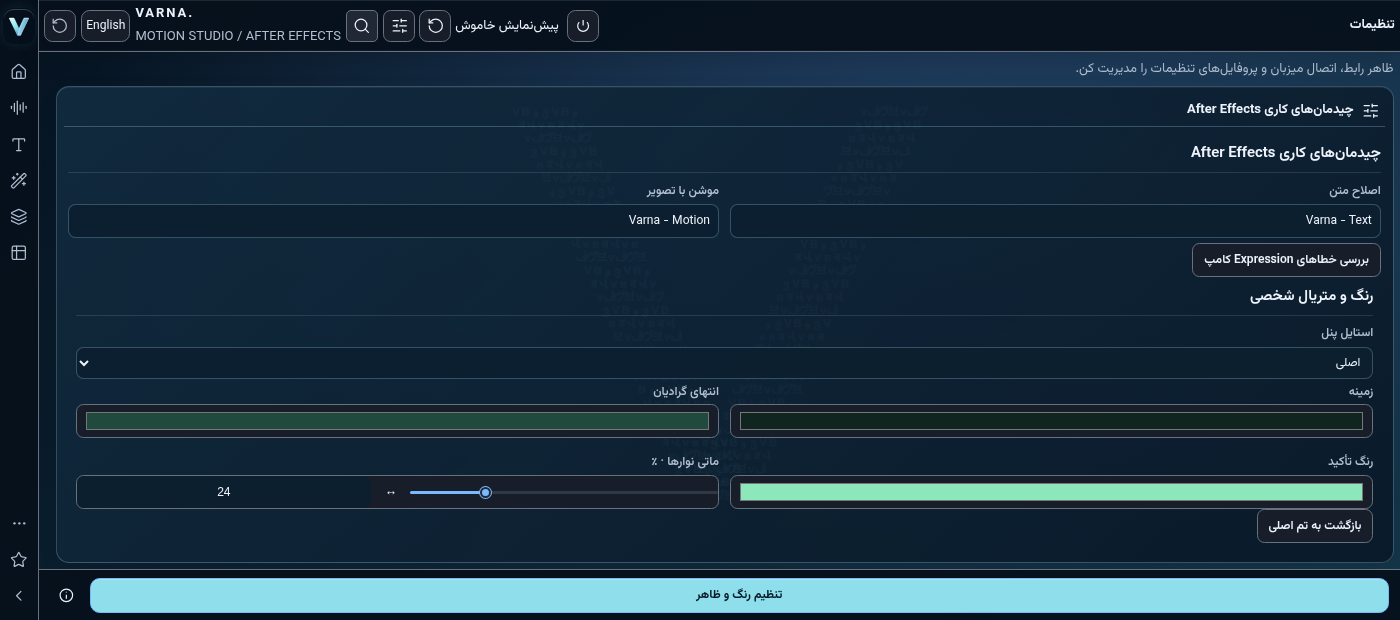 تنظیمات
English
VARNA.
MOTION STUDIO / AFTER EFFECTS
پیش‌نمایش خاموش
ظاهر رابط، اتصال میزبان و پروفایل‌های تنظیمات را مدیریت کن.
چیدمان‌های کاری After Effects
چیدمان‌های کاری After Effects
اصلاح متن
موشن با تصویر
Varna - Text
Varna - Motion
بررسی خطاهای Expression کامپ
رنگ و متریال شخصی
استایل پنل
اصلی
زمینه
انتهای گرادیان
رنگ تأکید
ماتی نوارها · ٪
24
بازگشت به تم اصلی
تنظیم رنگ و ظاهر